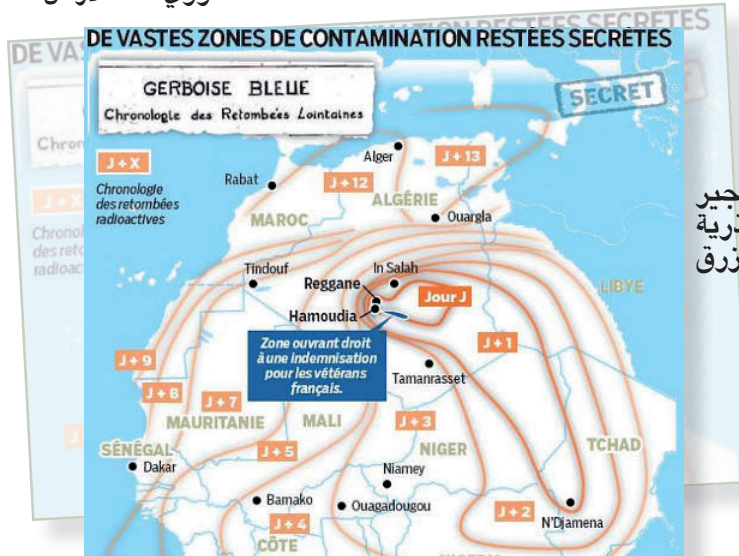 DE VASTES ZONES DE CONTAMINATION RESTÉES SECRÈTES
GERBOISE BLEUE
Chronologie des Retombées Lointaines
SECRET
J + X
Chronologie
des retombées
radioactives
Alger
J + 13
Rabat
J + 12
ALGÉRIE
MAROC
Ouargla
Tindouf
In Salah
Reggane
LIBYE
Jour J
Hamoudia
Zone ouvrant droit
à une indemnisation
pour les vétérans
français.
J + 1
Tamanrasset
J + 9
J + 8
J + 7
MAURITANIE
MALI
J + 3
NIGER
TCHAD
SÉNÉGAL
J + 5
Dakar
Niamey
Bamako
Ouagadougou
J + 2
N'Djamena
J + 4
CÔTE
جير
ذرية
زرق